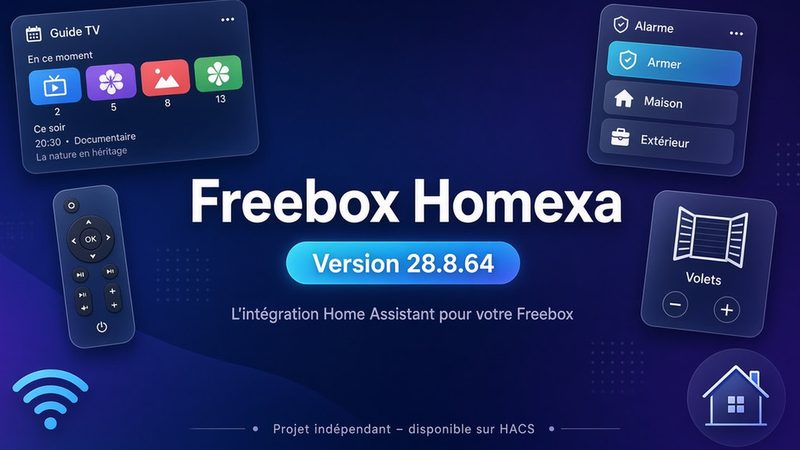 Guide TV
En ce moment
2
5
8
13
Ce soir
20:30 • Documentaire
La nature en héritage
Alarme
Armer
Maison
Extérieur
OK
Freebox Homexa
Version 28.8.64
L'intégration Home Assistant pour votre Freebox
Volets
Projet indépendant – disponible sur HACS